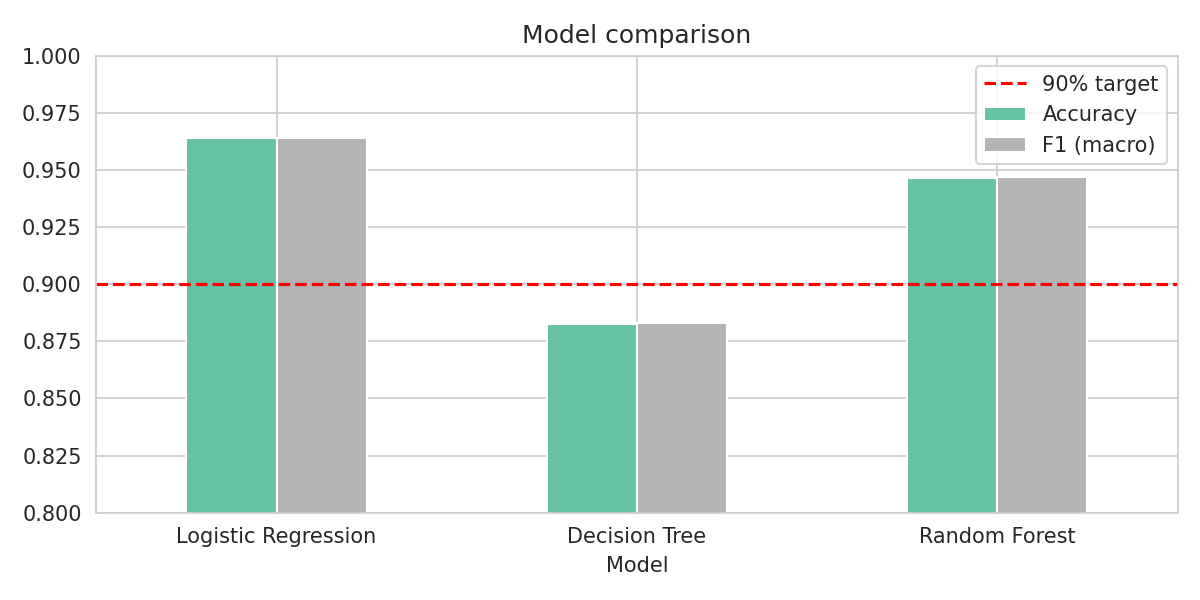 Model comparison
1.000
0.975
0.950
0.925
0.900
0.875
0.850
0.825
0.800
90% target
Accuracy
F1 (macro)
Logistic Regression
Decision Tree
Random Forest
Model